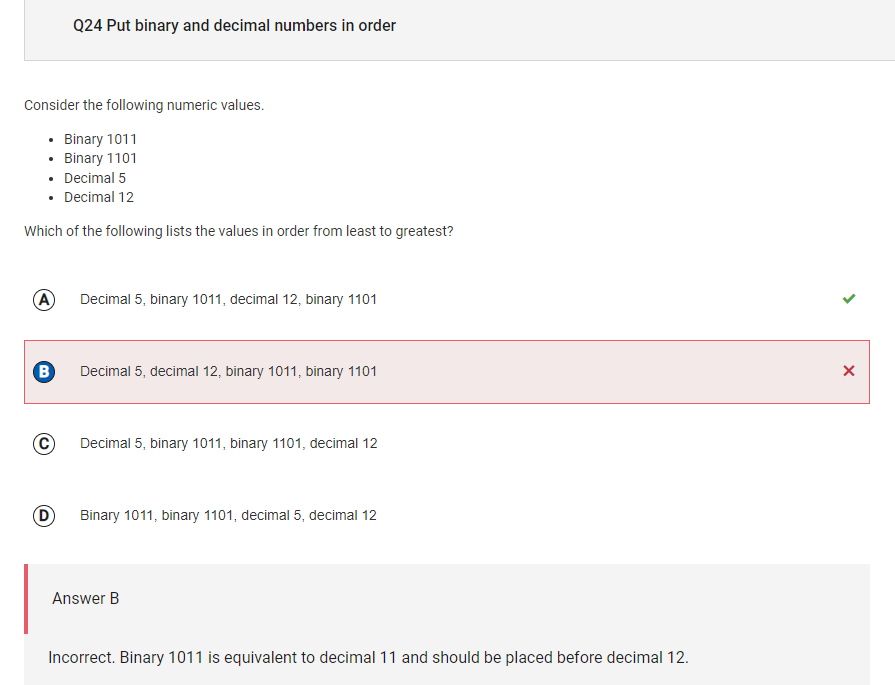 Q24 Put binary and decimal numbers in order
Consider the following numeric values.
• Binary 1011
• Binary 1101
• Decimal 5
• Decimal 12
Which of the following lists the values in order from least to greatest?
A Decimal 5, binary 1011, decimal 12, binary 1101
B Decimal 5, decimal 12, binary 1011, binary 1101
C Decimal 5, binary 1011, binary 1101, decimal 12
D Binary 1011, binary 1101, decimal 5, decimal 12
Answer B
Incorrect. Binary 1011 is equivalent to decimal 11 and should be placed before decimal 12.